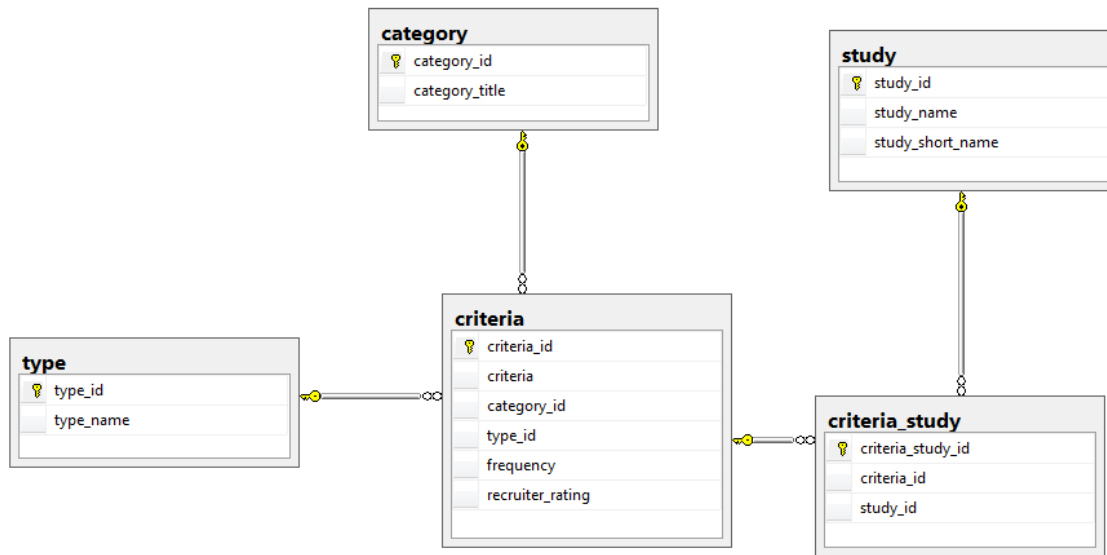 category
category_id
category_title
study
study_id
study_name
study_short_name
type
type_id
type_name
criteria
criteria_id
criteria
category_id
type_id
frequency
recruiter_rating
criteria_study
criteria_study_id
criteria_id
study_id